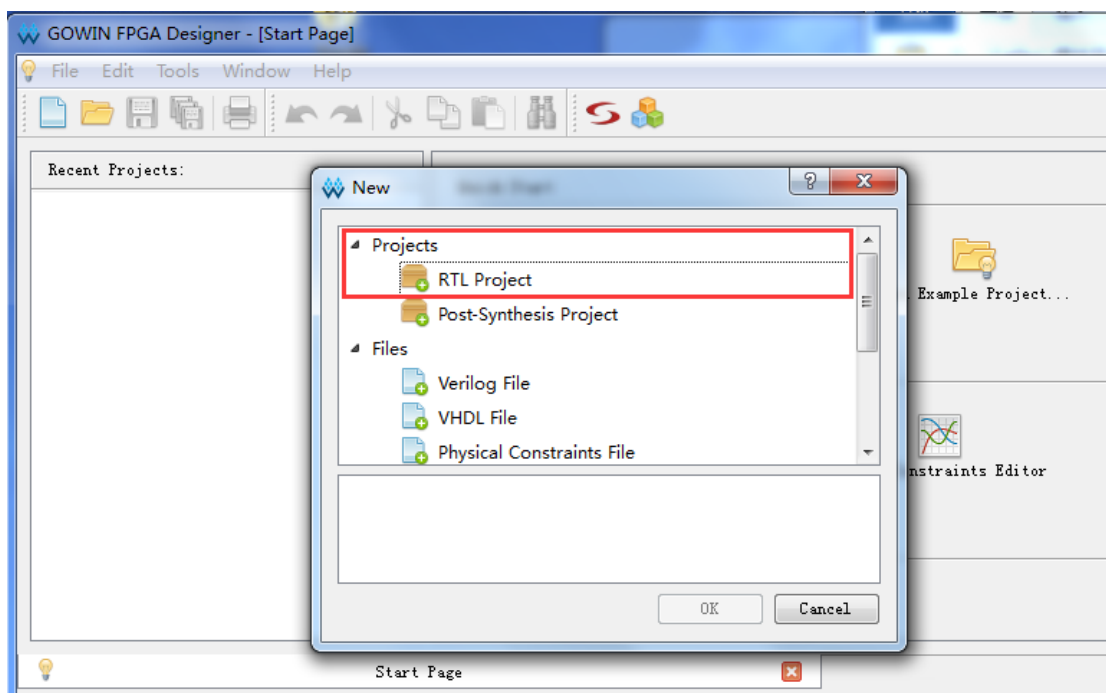 GOWIN FPGA Designer - [Start Page]
File Edit Tools Window Help
Recent Projects:
New
Projects
RTL Project
Example Project...
Post-Synthesis Project
Files
Verilog File
VHDL File
Physical Constraints File
nstraints Editor
OK Cancel
Start Page